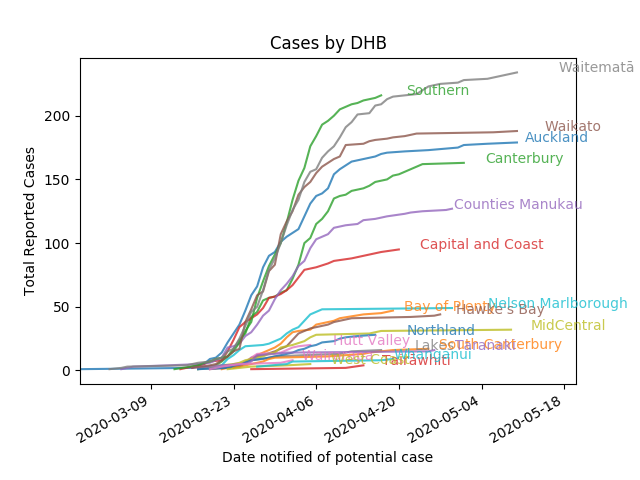 Cases by DHB
Waitematā
Southern
Waikato
Auckland
Canterbury
Counties Manukau
Capital and Coast
Nelson Marlborough
Bay of Plenty
Hawke's Bay
MidCentral
Northland
Hutt Valley
South Canterbury
Lakes
Taranaki
Whanganui
West Coast
Tairāwhiti
Total Reported Cases
200
150
100
50
0
2020-03-09
2020-03-23
2020-04-06
2020-04-20
2020-05-04
2020-05-18
Date notified of potential case